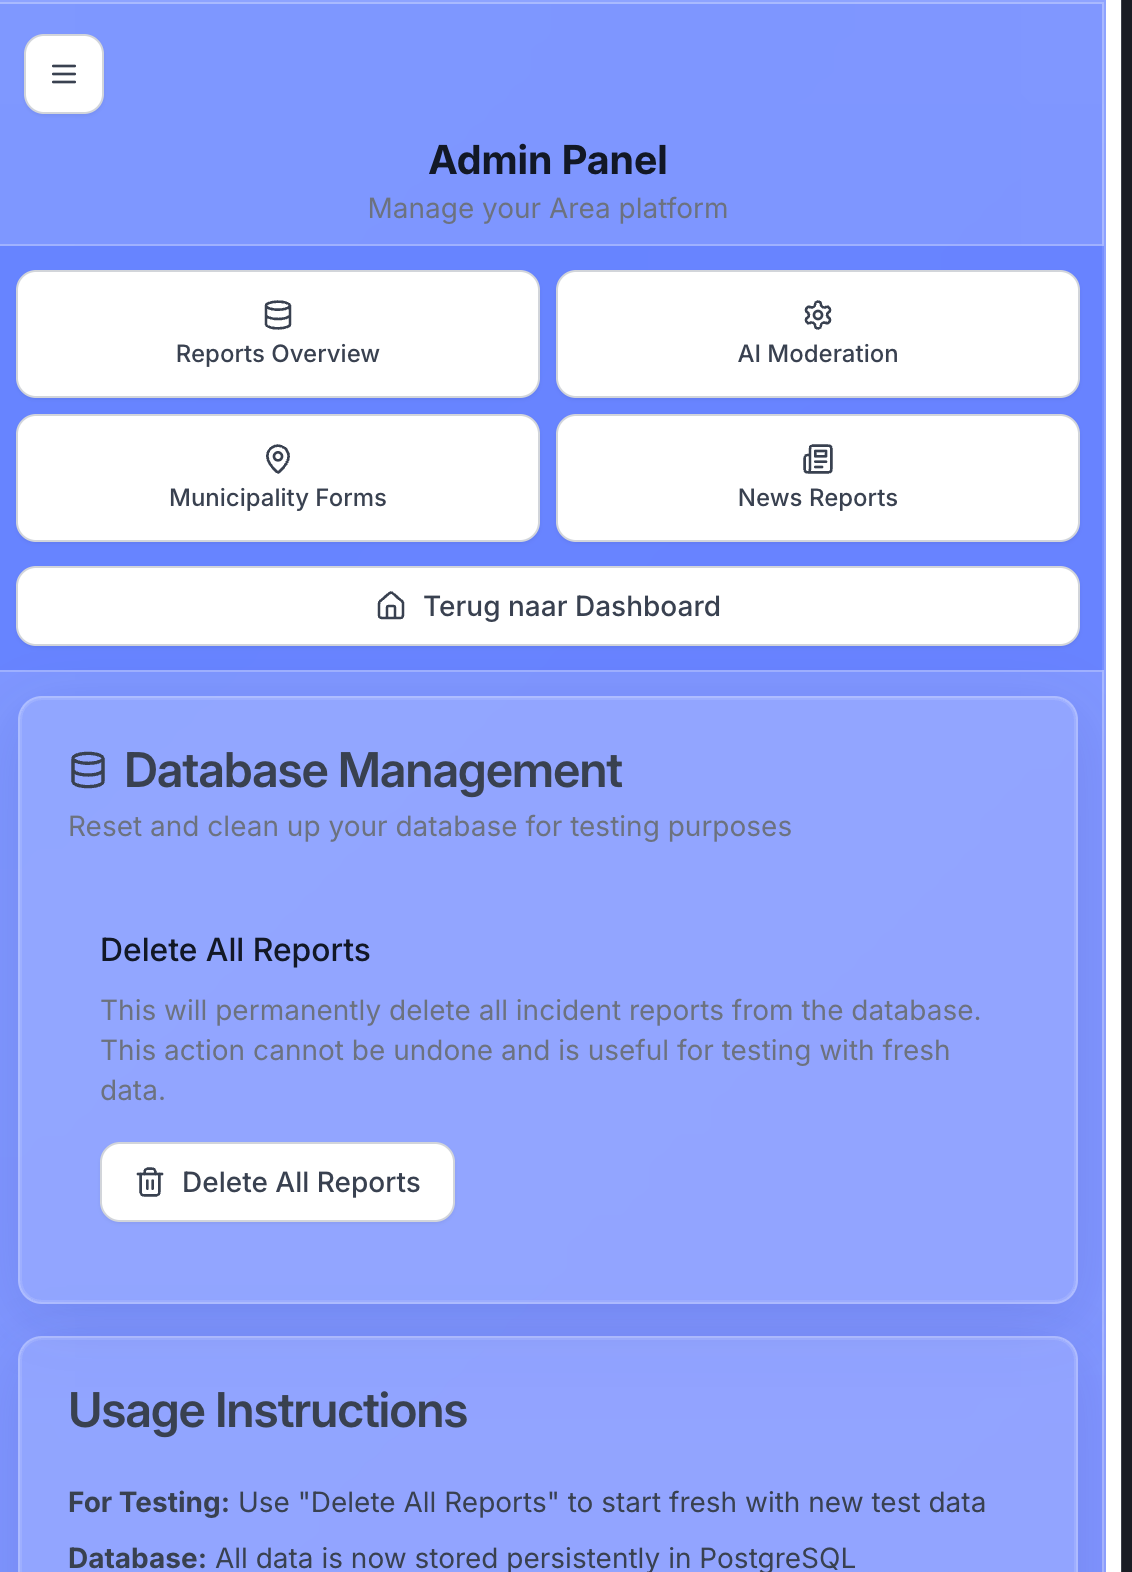 Admin Panel
Manage your Area platform
Reports Overview
AI Moderation
Municipality Forms
News Reports
Terug naar Dashboard
Database Management
Reset and clean up your database for testing purposes
Delete All Reports
This will permanently delete all incident reports from the database.
This action cannot be undone and is useful for testing with fresh
data.
Delete All Reports
Usage Instructions
For Testing: Use "Delete All Reports" to start fresh with new test data
Database: All data is now stored persistently in PostgreSQL